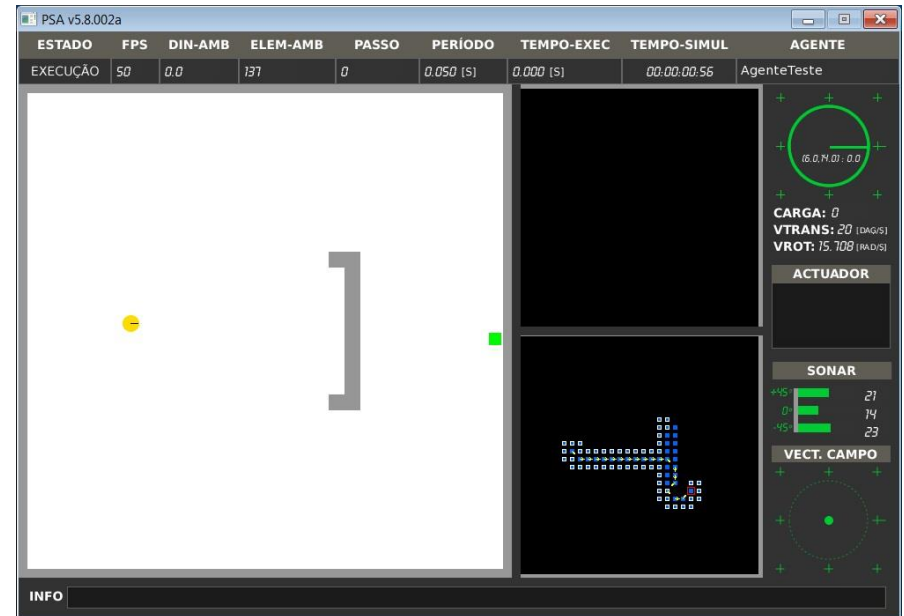 PSA v5.8.002a
ESTADO FPS DIN-AMB ELEM-AMB PASSO PERÍODO TEMPO-EXEC TEMPO-SIMUL AGENTE
EXECUÇÃO 50 0.0 137 0 0.050 [S] 0.000 [S] 00:00:00:56 AgenteTeste
(6.0,14.0) : 0.0
CARGA: 0
VTRANS: 20 [DAG/S]
VROT: 15.708 [RAD/S]
ACTUADOR
SONAR
+45° 21
0° 14
-45° 23
VECT. CAMPO
INFO